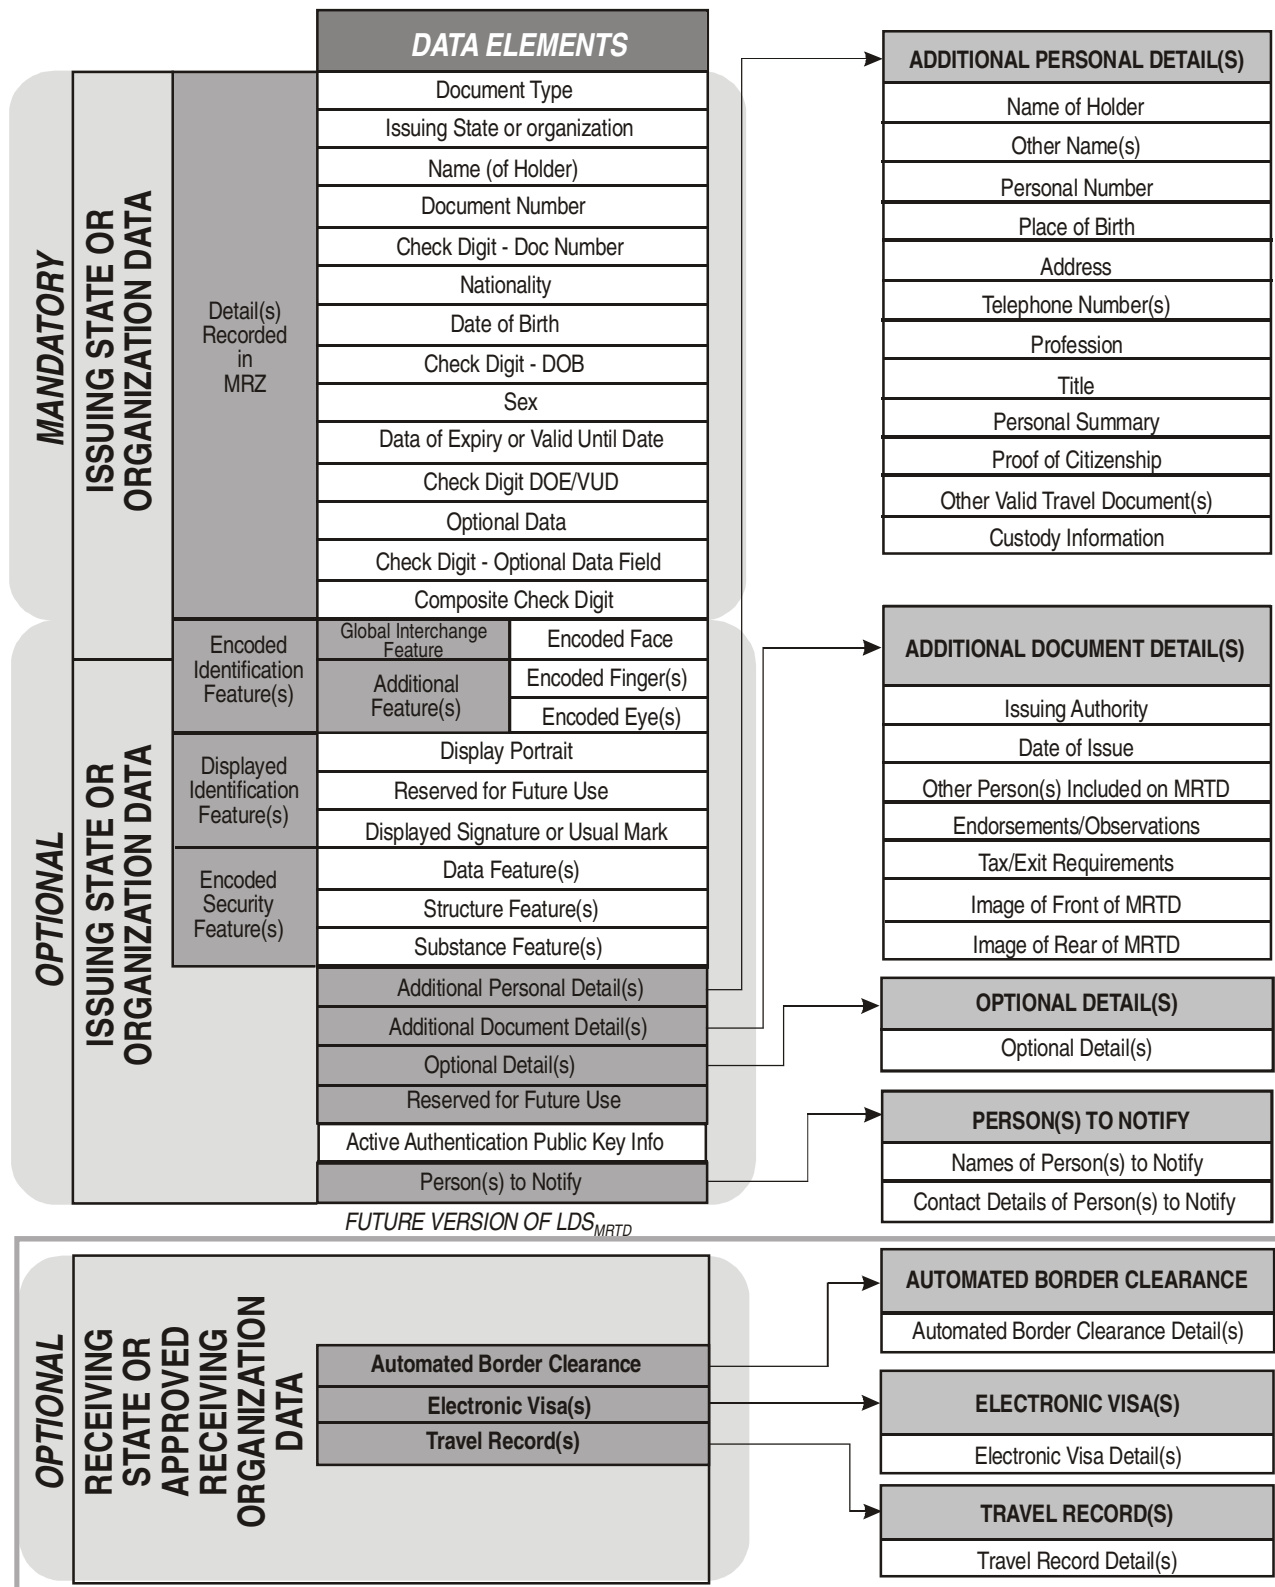 DATA ELEMENTS
MANDATORY
ISSUING STATE OR
ORGANIZATION DATA
Detail(s)
Recorded
in
MRZ
Document Type
Issuing State or organization
Name (of Holder)
Document Number
Check Digit - Doc Number
Nationality
Date of Birth
Check Digit - DOB
Sex
Data of Expiry or Valid Until Date
Check Digit DOE/VUD
Optional Data
Check Digit - Optional Data Field
Composite Check Digit
OPTIONAL
ISSUING STATE OR
ORGANIZATION DATA
Encoded
Identification
Feature(s)
Global Interchange
Feature
Encoded Face
Additional
Feature(s)
Encoded Finger(s)
Encoded Eye(s)
Displayed
Identification
Feature(s)
Display Portrait
Reserved for Future Use
Displayed Signature or Usual Mark
Encoded
Security
Feature(s)
Data Feature(s)
Structure Feature(s)
Substance Feature(s)
Additional Personal Detail(s)
Additional Document Detail(s)
Optional Detail(s)
Reserved for Future Use
Active Authentication Public Key Info
Person(s) to Notify
ADDITIONAL PERSONAL DETAIL(S)
Name of Holder
Other Name(s)
Personal Number
Place of Birth
Address
Telephone Number(s)
Profession
Title
Personal Summary
Proof of Citizenship
Other Valid Travel Document(s)
Custody Information
ADDITIONAL DOCUMENT DETAIL(S)
Issuing Authority
Date of Issue
Other Person(s) Included on MRTD
Endorsements/Observations
Tax/Exit Requirements
Image of Front of MRTD
Image of Rear of MRTD
OPTIONAL DETAIL(S)
Optional Detail(s)
PERSON(S) TO NOTIFY
Names of Person(s) to Notify
Contact Details of Person(s) to Notify
FUTURE VERSION OF LDS MRTD
OPTIONAL
RECEIVING
STATE OR
APPROVED
RECEIVING
ORGANIZATION
DATA
Automated Border Clearance
Electronic Visa(s)
Travel Record(s)
AUTOMATED BORDER CLEARANCE
Automated Border Clearance Detail(s)
ELECTRONIC VISA(S)
Electronic Visa Detail(s)
TRAVEL RECORD(S)
Travel Record Detail(s)